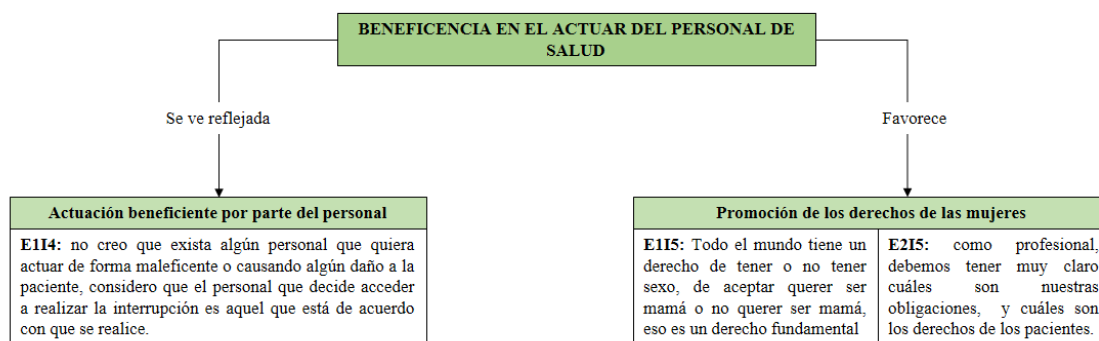 BENEFICENCIA EN EL ACTUAR DEL PERSONAL DE
SALUD
Se ve reflejada
Favorece
Actuación beneficiente por parte del personal
E1I4: no creo que exista algún personal que quiera
actuar de forma maleficente o causando algún daño a la
paciente, considero que el personal que decide acceder
a realizar la interrupción es aquel que está de acuerdo
con que se realice.
Promoción de los derechos de las mujeres
E1I5: Todo el mundo tiene un
derecho de tener o no tener
sexo, de aceptar querer ser
mamá o no querer ser mamá,
eso es un derecho fundamental
E2I5: como profesional,
debemos tener muy claro
cuáles son nuestras
obligaciones, y cuáles son
los derechos de los pacientes.